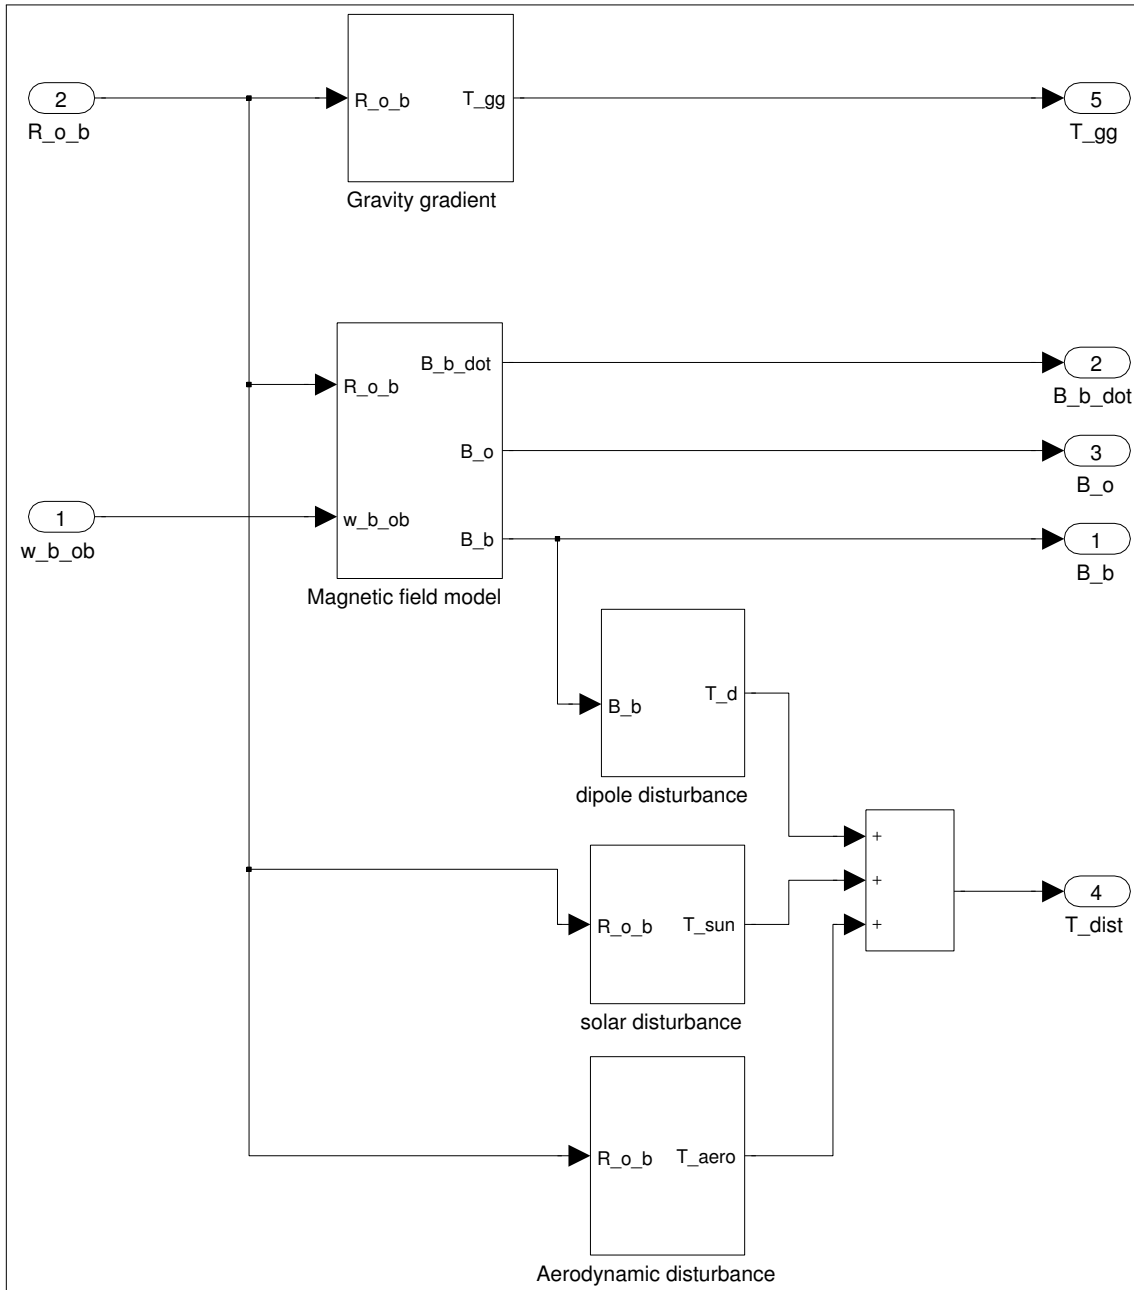 2
R_o_b
R_o_b
T_gg
Gravity gradient
5
T_gg
R_o_b
w_b_ob
B_b_dot
B_o
B_b
Magnetic field model
2
B_b_dot
3
B_o
1
B_b
1
w_b_ob
B_b
T_d
dipole disturbance
R_o_b
T_sun
solar disturbance
R_o_b
T_aero
Aerodynamic disturbance
+
+
+
4
T_dist